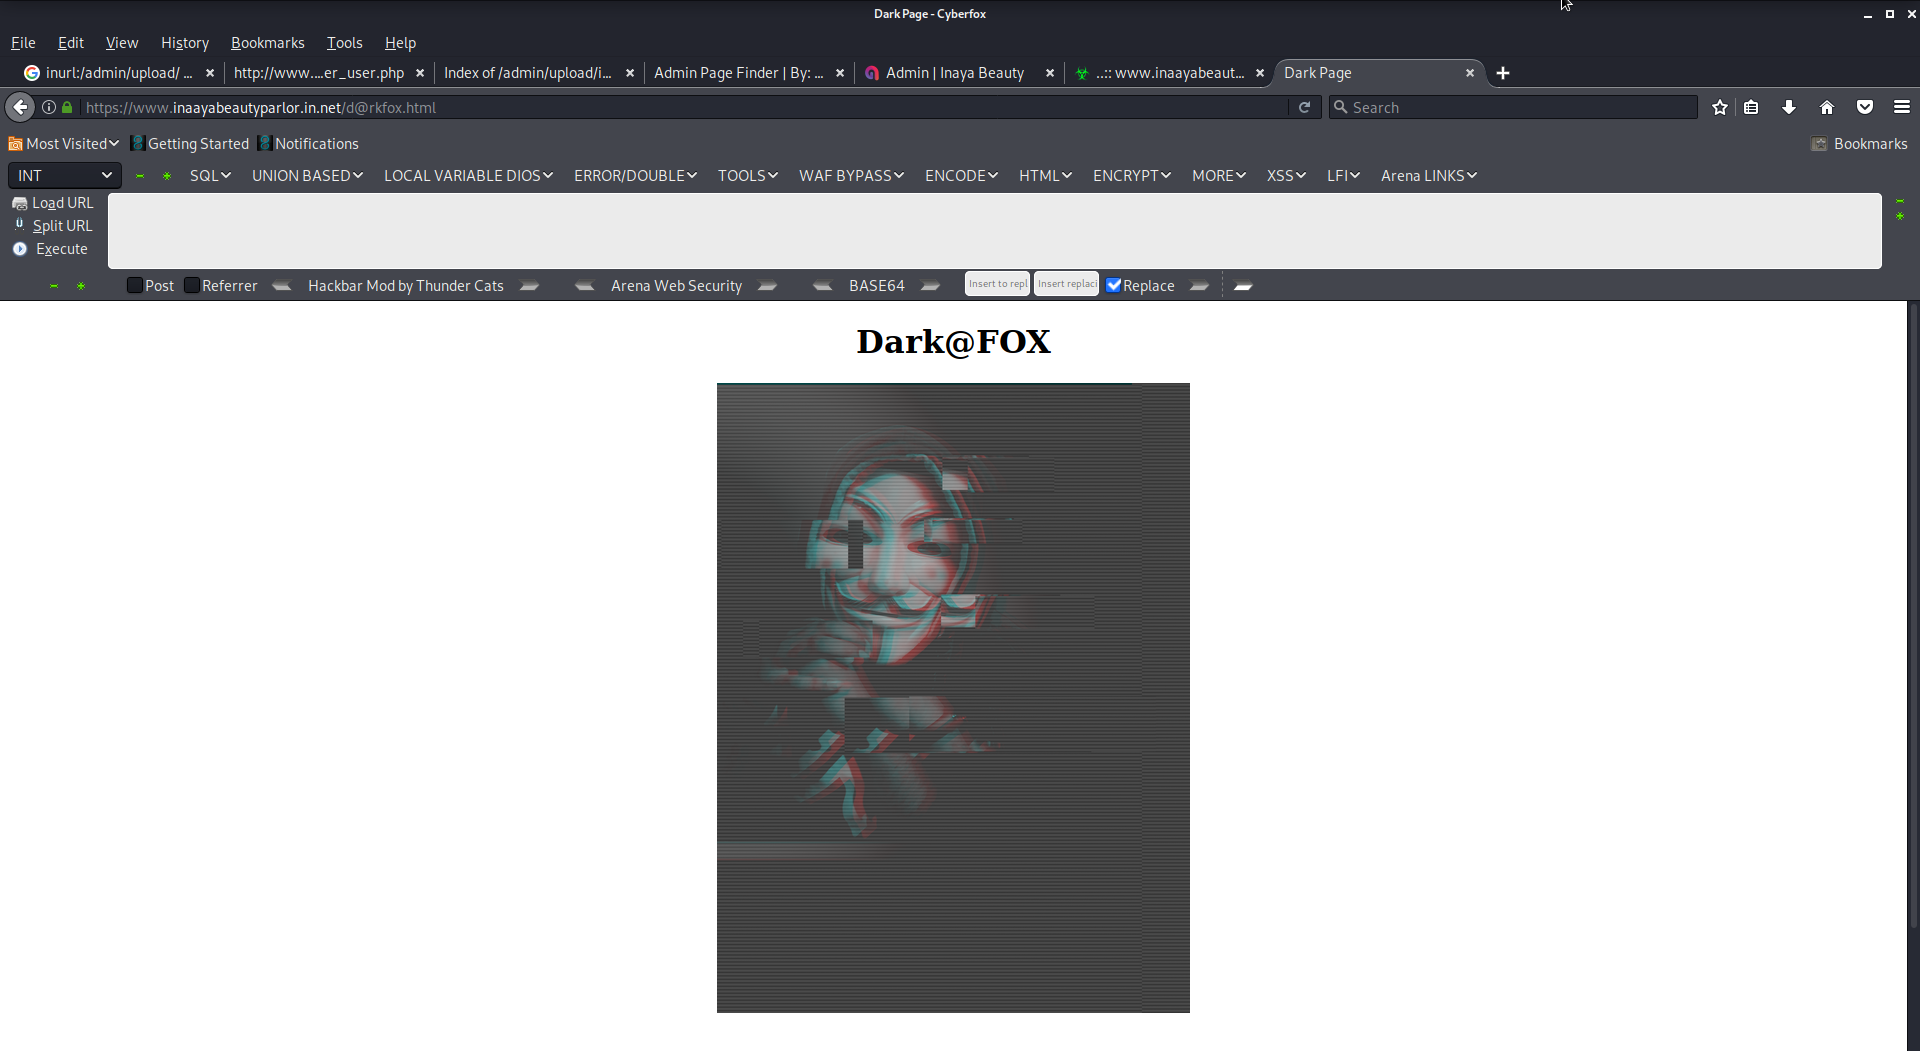 Dark Page - Cyberfox
File Edit View History Bookmarks Tools Help
inurl:/admin/upload/ ... http://www....er_user.php Index of /admin/upload/i... Admin Page Finder | By: ... Admin | Inaya Beauty ..:: www.inaayabeaut... Dark Page
https://www.inaayabeautyparlor.in.net/d@rkfox.html Search
Most Visited Getting Started Notifications Bookmarks
INT SQL UNION BASED LOCAL VARIABLE DIOS ERROR/DOUBLE TOOLS WAF BYPASS ENCODE HTML ENCRYPT MORE XSS LFI Arena LINKS
Load URL
Split URL
Execute
Post Referrer Hackbar Mod by Thunder Cats Arena Web Security BASE64 Insert to repl Insert replaci Replace
Dark@FOX